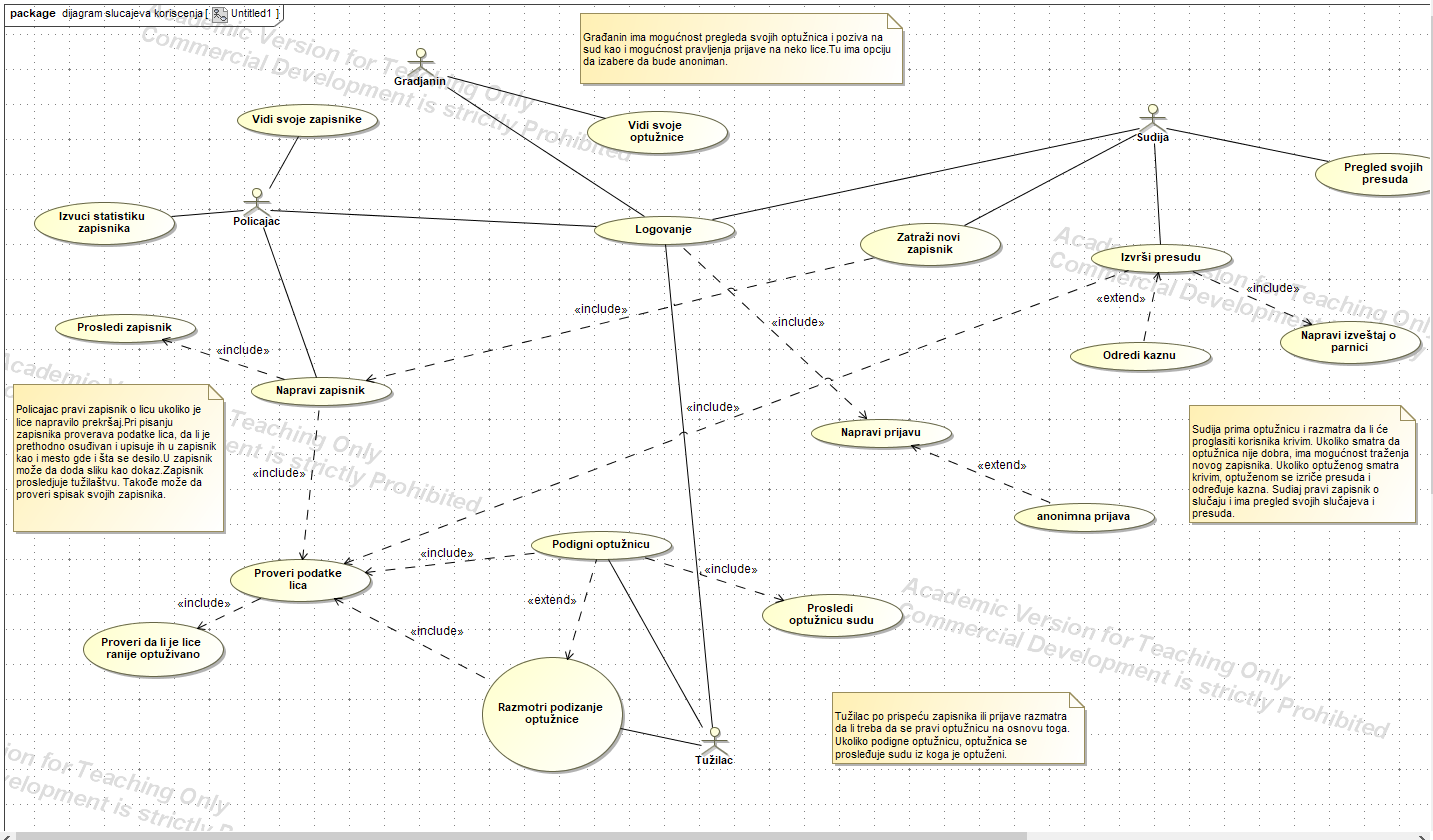 package dijagram slucajeva koriscenja [ Untitled1 ]
Academic Version for Teaching Only
Commercial Development is strictly Prohibited
Građanin ima mogućnost pregleda svojih optužnica i poziva na
sud kao i mogućnost pravljenja prijave na neko lice.Tu ima opciju
da izabere da bude anoniman.
Gradjanin
Vidi svoje zapisnike
Vidi svoje
optužnice
Sudija
Pregled svojih
presuda
Izvuci statistiku
zapisnika
Policajac
Logovanje
Zatraži novi
zapisnik
Izvrši presudu
Academic Version for Teaching Only
Commercial Development is strictly Prohibited
«include»
«extend»
«include»
«include»
Prosledi zapisnik
«include»
Odredi kaznu
Napravi izveštaj o
parnici
Napravi zapisnik
«include»
Napravi prijavu
Policajac pravi zapisnik o licu ukoliko je
lice napravilo prekršaj.Pri pisanju
zapisnika proverava podatke lica, da li je
prethodno osuđivan i upisuje ih u zapisnik
kao i mesto gde i šta se desilo.U zapisnik
može da doda sliku kao dokaz.Zapisnik
prosledjuje tužilaštvu. Takođe može da
proveri spisak svojih zapisnika.
Academic
Teaching Only
ent is strictly Prohibited
«include»
«extend»
anonimna prijava
Sudija prima optužnicu i razmatra da li će
proglasiti korisnika krivim. Ukoliko smatra da
optužnica nije dobra, ima mogućnost traženja
novog zapisnika. Ukoliko optuženog smatra
krivim, optuženom se izriče presuda i
određuje kazna. Sudiaj pravi zapisnik o
slučaju i ima pregled svojih slučajeva i
presuda.
Podigni optužnicu
«include»
«include»
Proveri podatke
lica
«include»
«extend»
Prosledi
optužnicu sudu
Academic Version for Teaching Only
Commercial Development is strictly Prohibited
Proveri da li je lice
ranije optuživano
«include»
Razmotri podizanje
optužnice
Tužilac
Tužilac po prispeću zapisnika ili prijave razmatra
da li treba da se pravi optužnicu na osnovu toga.
Ukoliko podigne optužnicu, optužnica se
prosleđuje sudu iz koga je optuženi.
ion for Teaching Only
velopment is strictly P